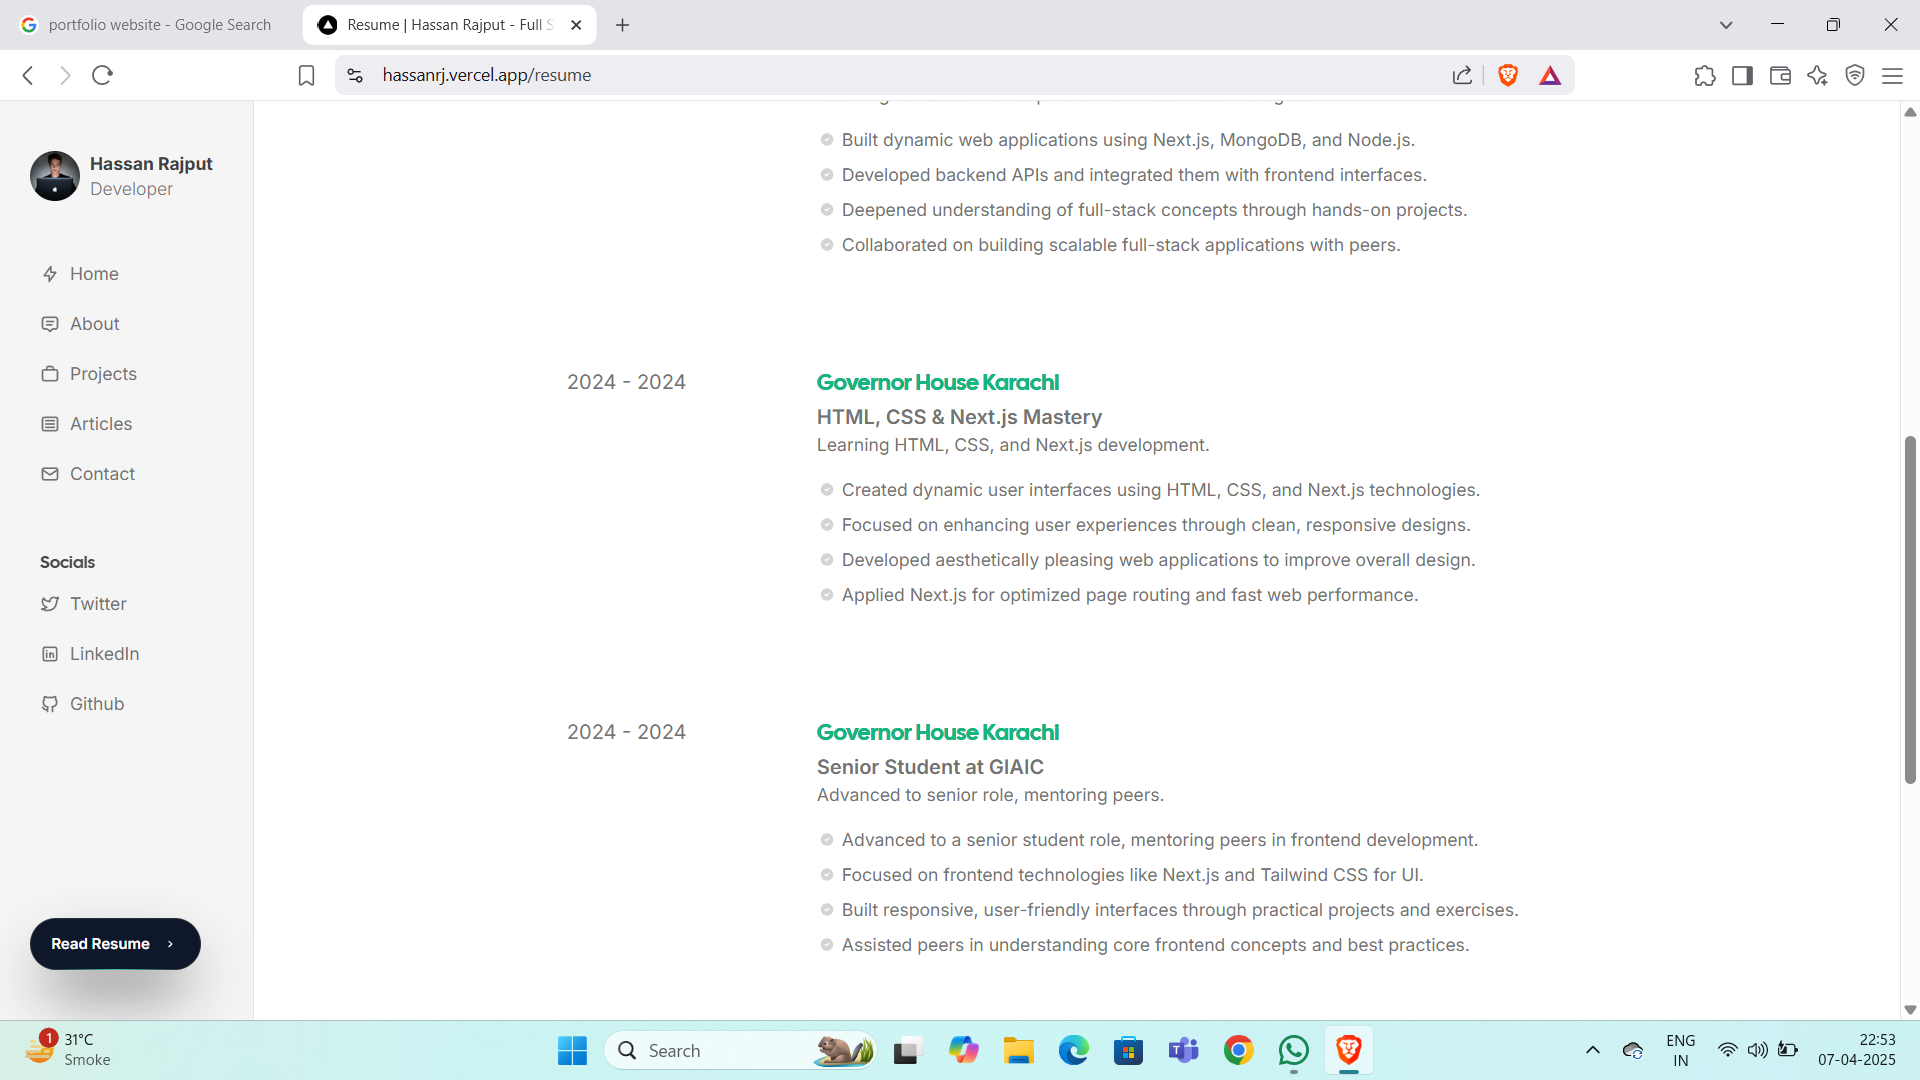 portfolio website - Google Search
Resume | Hassan Rajput - Full S
hassanrj.vercel.app/resume
Hassan Rajput
Developer
Home
About
Projects
Articles
Contact
Socials
Twitter
LinkedIn
Github
Read Resume
Built dynamic web applications using Next.js, MongoDB, and Node.js.
Developed backend APIs and integrated them with frontend interfaces.
Deepened understanding of full-stack concepts through hands-on projects.
Collaborated on building scalable full-stack applications with peers.
2024 - 2024
Governor House Karachi
HTML, CSS & Next.js Mastery
Learning HTML, CSS, and Next.js development.
Created dynamic user interfaces using HTML, CSS, and Next.js technologies.
Focused on enhancing user experiences through clean, responsive designs.
Developed aesthetically pleasing web applications to improve overall design.
Applied Next.js for optimized page routing and fast web performance.
2024 - 2024
Governor House Karachi
Senior Student at GIAIC
Advanced to senior role, mentoring peers.
Advanced to a senior student role, mentoring peers in frontend development.
Focused on frontend technologies like Next.js and Tailwind CSS for UI.
Built responsive, user-friendly interfaces through practical projects and exercises.
Assisted peers in understanding core frontend concepts and best practices.
1
31°C
Smoke
Search
ENG
IN
22:53
07-04-2025